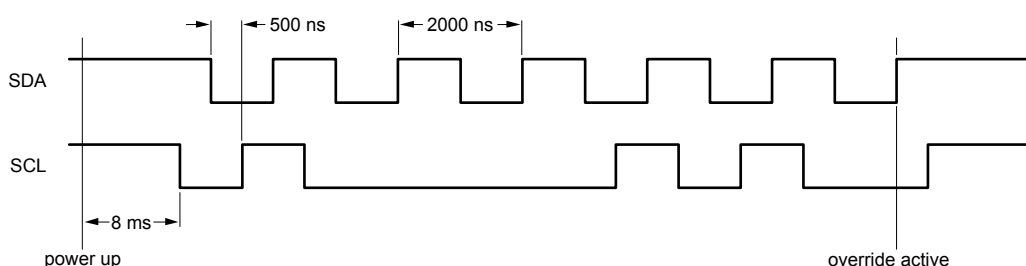 500 ns
2000 ns
SDA
SCL
8 ms
power up
override active